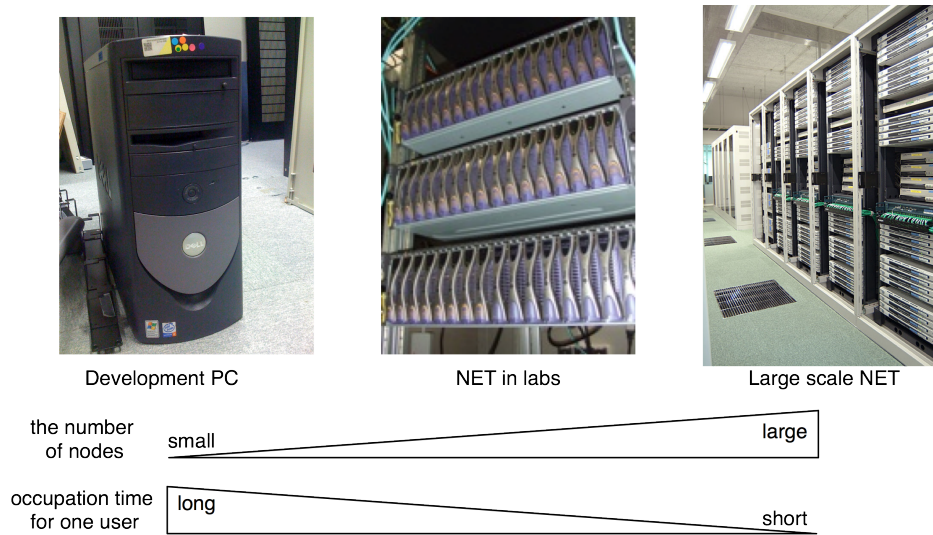 DELL
Development PC
NET in labs
Large scale NET
the number
of nodes
small
large
occupation time
for one user
long
short